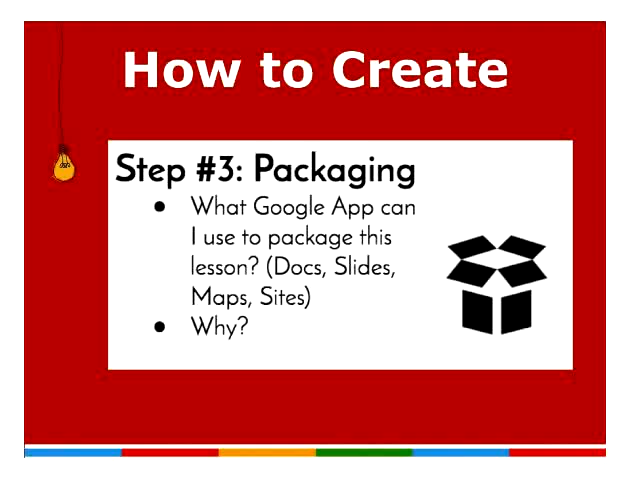 How to Create
Step #3: Packaging
● What Google App can
I use to package this
lesson? (Docs, Slides,
Maps, Sites)
● Why?